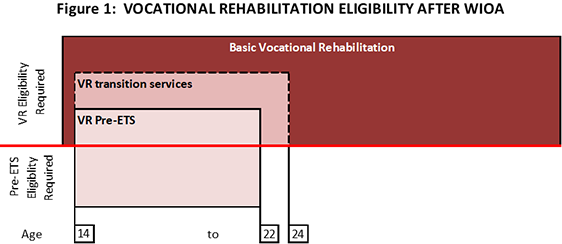 Figure 1:  VOCATIONAL REHABILITATION ELIGIBILITY AFTER WIOA
Basic Vocational Rehabilitation
VR Eligibility
Required
VR transition services
VR Pre-ETS
Pre-ETS
Eligiblity
Required
Age 14 to 22 24